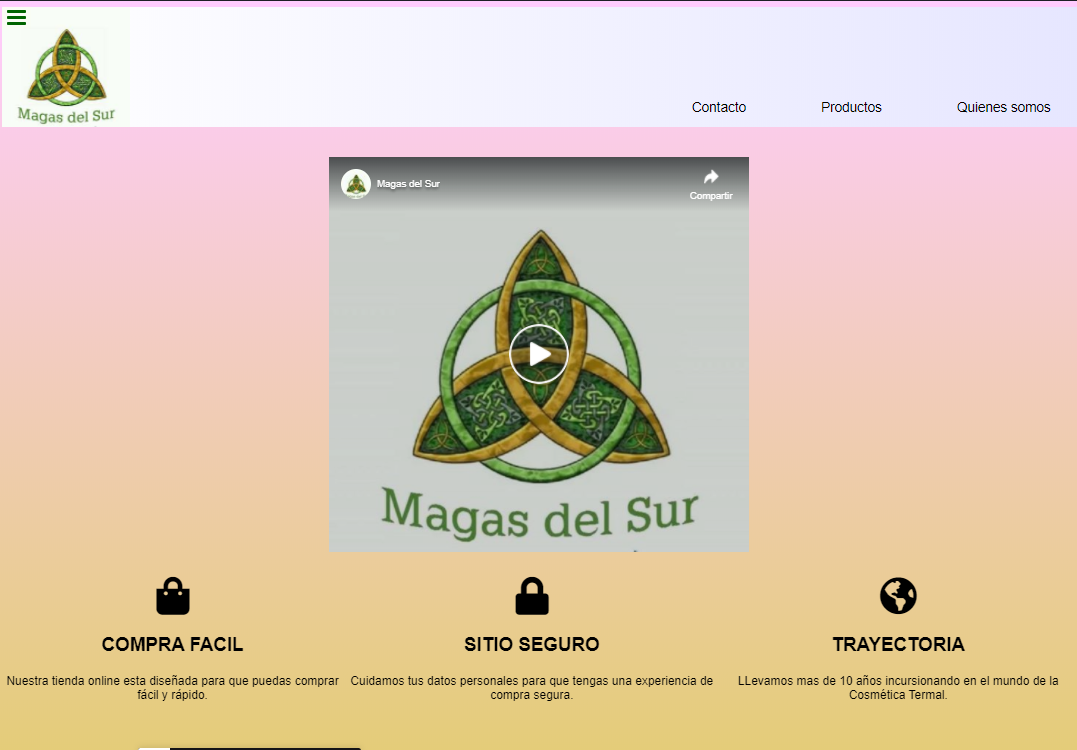 Magas del Sur
Contacto
Productos
Quienes somos
Magas del Sur
Compartir
Magas del Sur
COMPRA FACIL
Nuestra tienda online esta diseñada para que puedas comprar
fácil y rápido.
SITIO SEGURO
Cuidamos tus datos personales para que tengas una experiencia de
compra segura.
TRAYECTORIA
LLevamos mas de 10 años incursionando en el mundo de la
Cosmética Termal.